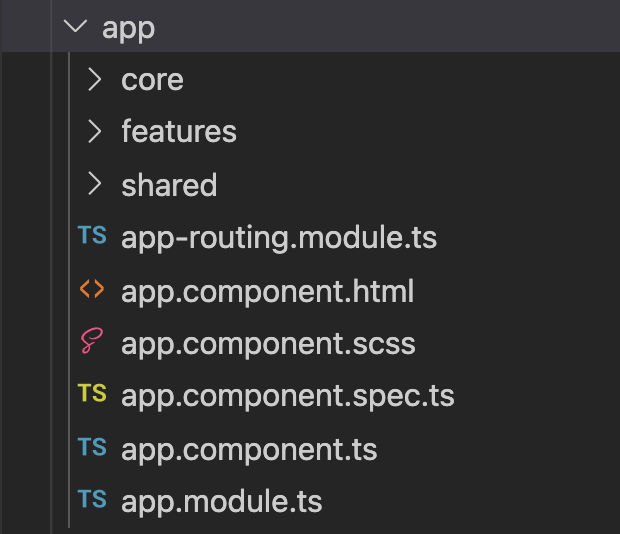 app
core
features
shared
TS app-routing.module.ts
<> app.component.html
app.component.scss
TS app.component.spec.ts
TS app.component.ts
TS app.module.ts